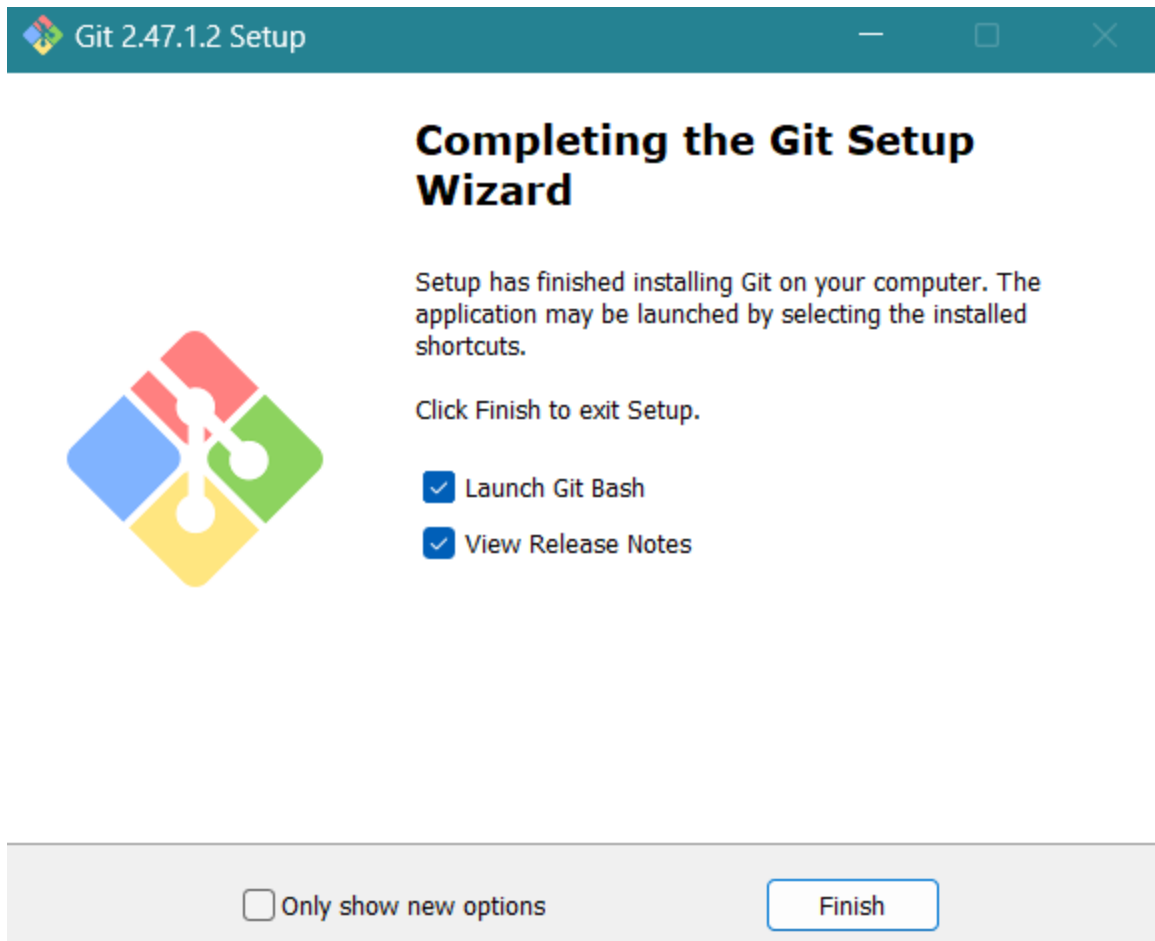 Git 2.47.1.2 Setup
Completing the Git Setup
Wizard
Setup has finished installing Git on your computer. The
application may be launched by selecting the installed
shortcuts.
Click Finish to exit Setup.
Launch Git Bash
View Release Notes
Only show new options
Finish